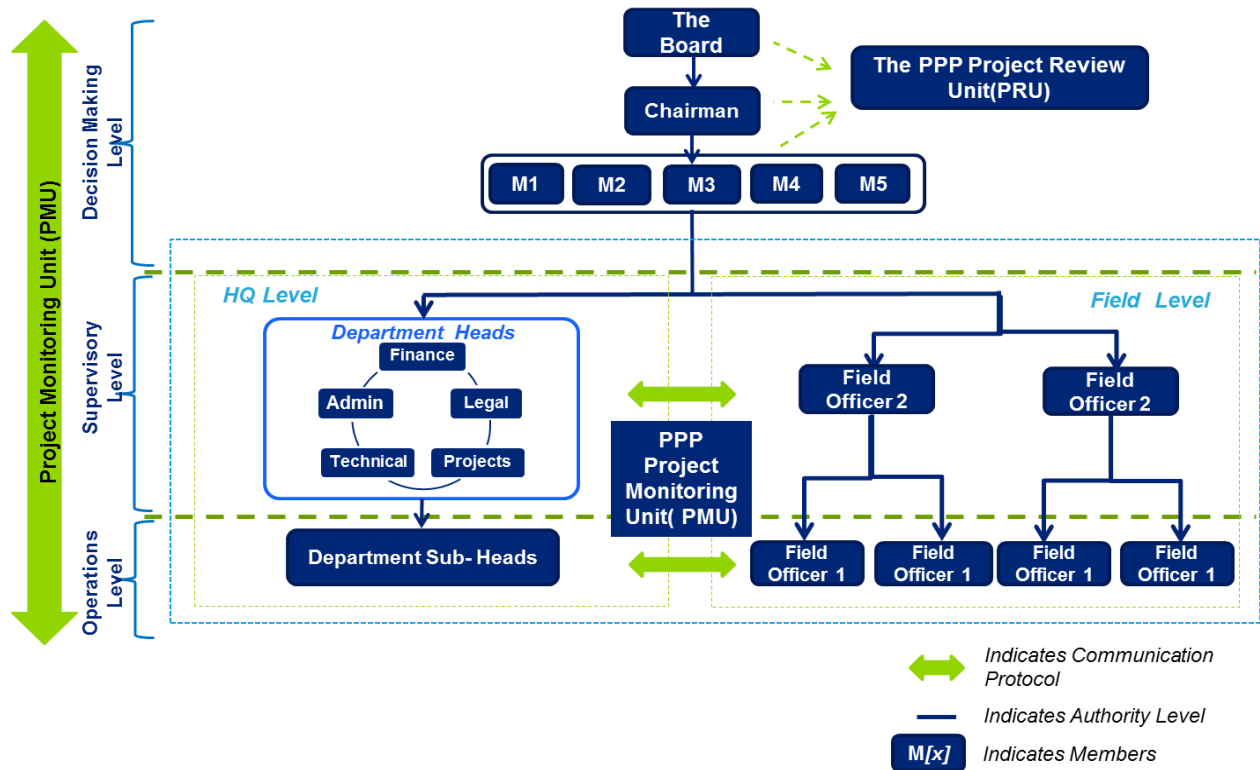 The
Board
The PPP Project Review
Unit(PRU)
Chairman
M1
M2
M3
M4
M5
Project Monitoring Unit (PMU)
Decision Making
Level
Supervisory
Level
Operations
Level
HQ Level
Field Level
Department Heads
Finance
Admin
Legal
Technical
Projects
Field
Officer 2
Field
Officer 2
PPP
Project
Monitoring
Unit( PMU)
Department Sub- Heads
Field
Officer 1
Field
Officer 1
Field
Officer 1
Field
Officer 1
Indicates Communication
Protocol
Indicates Authority Level
M[x]
Indicates Members